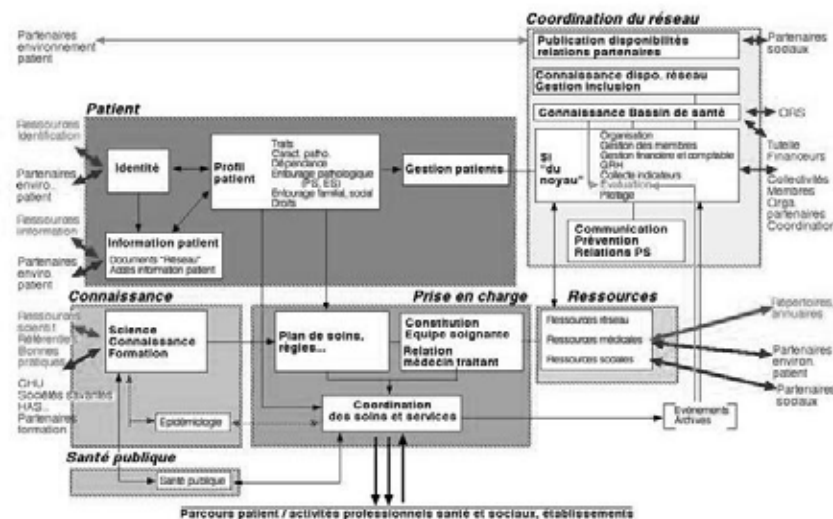 Coordination du réseau
Partenaires
environnement
patient
Publication disponibilités
relations partenaires
Partenaires
sociaux
Connaissance dispo. réseau
Gestion inclusion
Connaissance Bassin de santé
ORS
Patient
Ressources
Identification
Partenaires
enviro.
patient
Identité
Profil
patient
Traits
Caract. patho.
Dépendance
Entourage pathologique
(PS, ES)
Entourage familial, social
Droits
Gestion patients
SI
"du
noyau"
Organisation
Gestion des membres
Gestion financière et comptable
GRH
Collecte indicateurs
Evaluation
Pilotage
Tutelle
Financeurs
Collectivités
Membres
Orga.
partenaires
Coordination
Ressources
Information
Partenaires
enviro.
patient
Information patient
Documents "Réseau"
Accès information patient
Communication
Prévention
Relations PS
Connaissance
Prise en charge
Ressources
Ressources
scientif.
Référentiels
Bonnes
pratiques
CHU
Sociétés savantes
HAS...
Partenaires
formation
Science
Connaissance
Formation
Plan de soins,
règles...
Constitution
Equipe soignante
Relation
médecin traitant
Ressources réseau
Ressources médicales
Ressources sociales
Répertoires
annuaires
Partenaires
environ.
patient
Partenaires
sociaux
Epidémiologie
Coordination
des soins et services
Evénements
Archives
Santé publique
Santé publique
Parcours patient / activités professionnels santé et sociaux, établissements